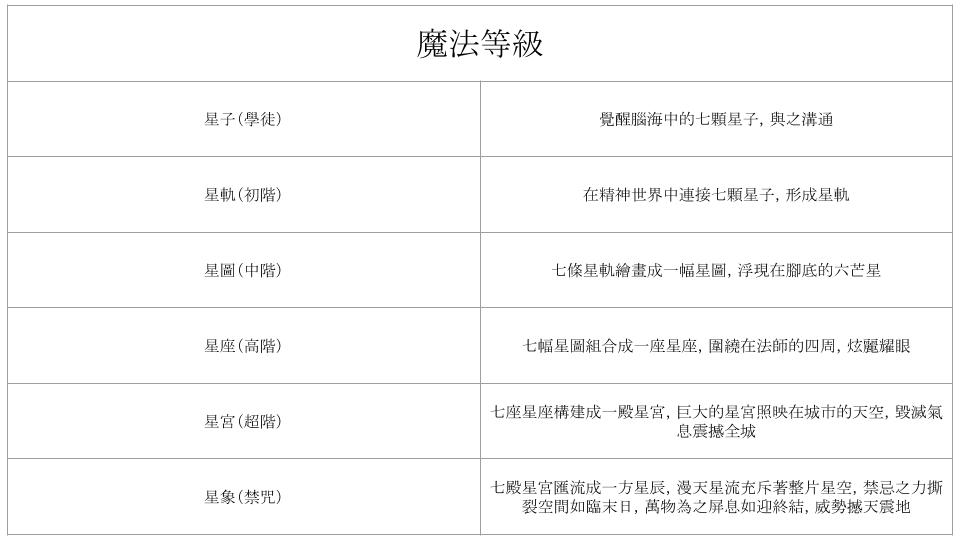 魔法等級
星子(學徒)
覺醒腦海中的七顆星子, 與之溝通
星軌(初階)
在精神世界中連接七顆星子, 形成星軌
星圖(中階)
七條星軌繪畫成一幅星圖, 浮現在腳底的六芒星
星座(高階)
七幅星圖組合成一座星座, 圍繞在法師的四周, 炫麗耀眼
星宮(超階)
七座星座構建成一殿星宮, 巨大的星宮照映在城市的天空, 毀滅氣
息震撼全城
星象(禁咒)
七殿星宮匯流成一方星辰, 漫天星流充斥著整片星空, 禁忌之力撕
裂空間如臨末日, 萬物為之屏息如迎終結, 威勢撼天震地